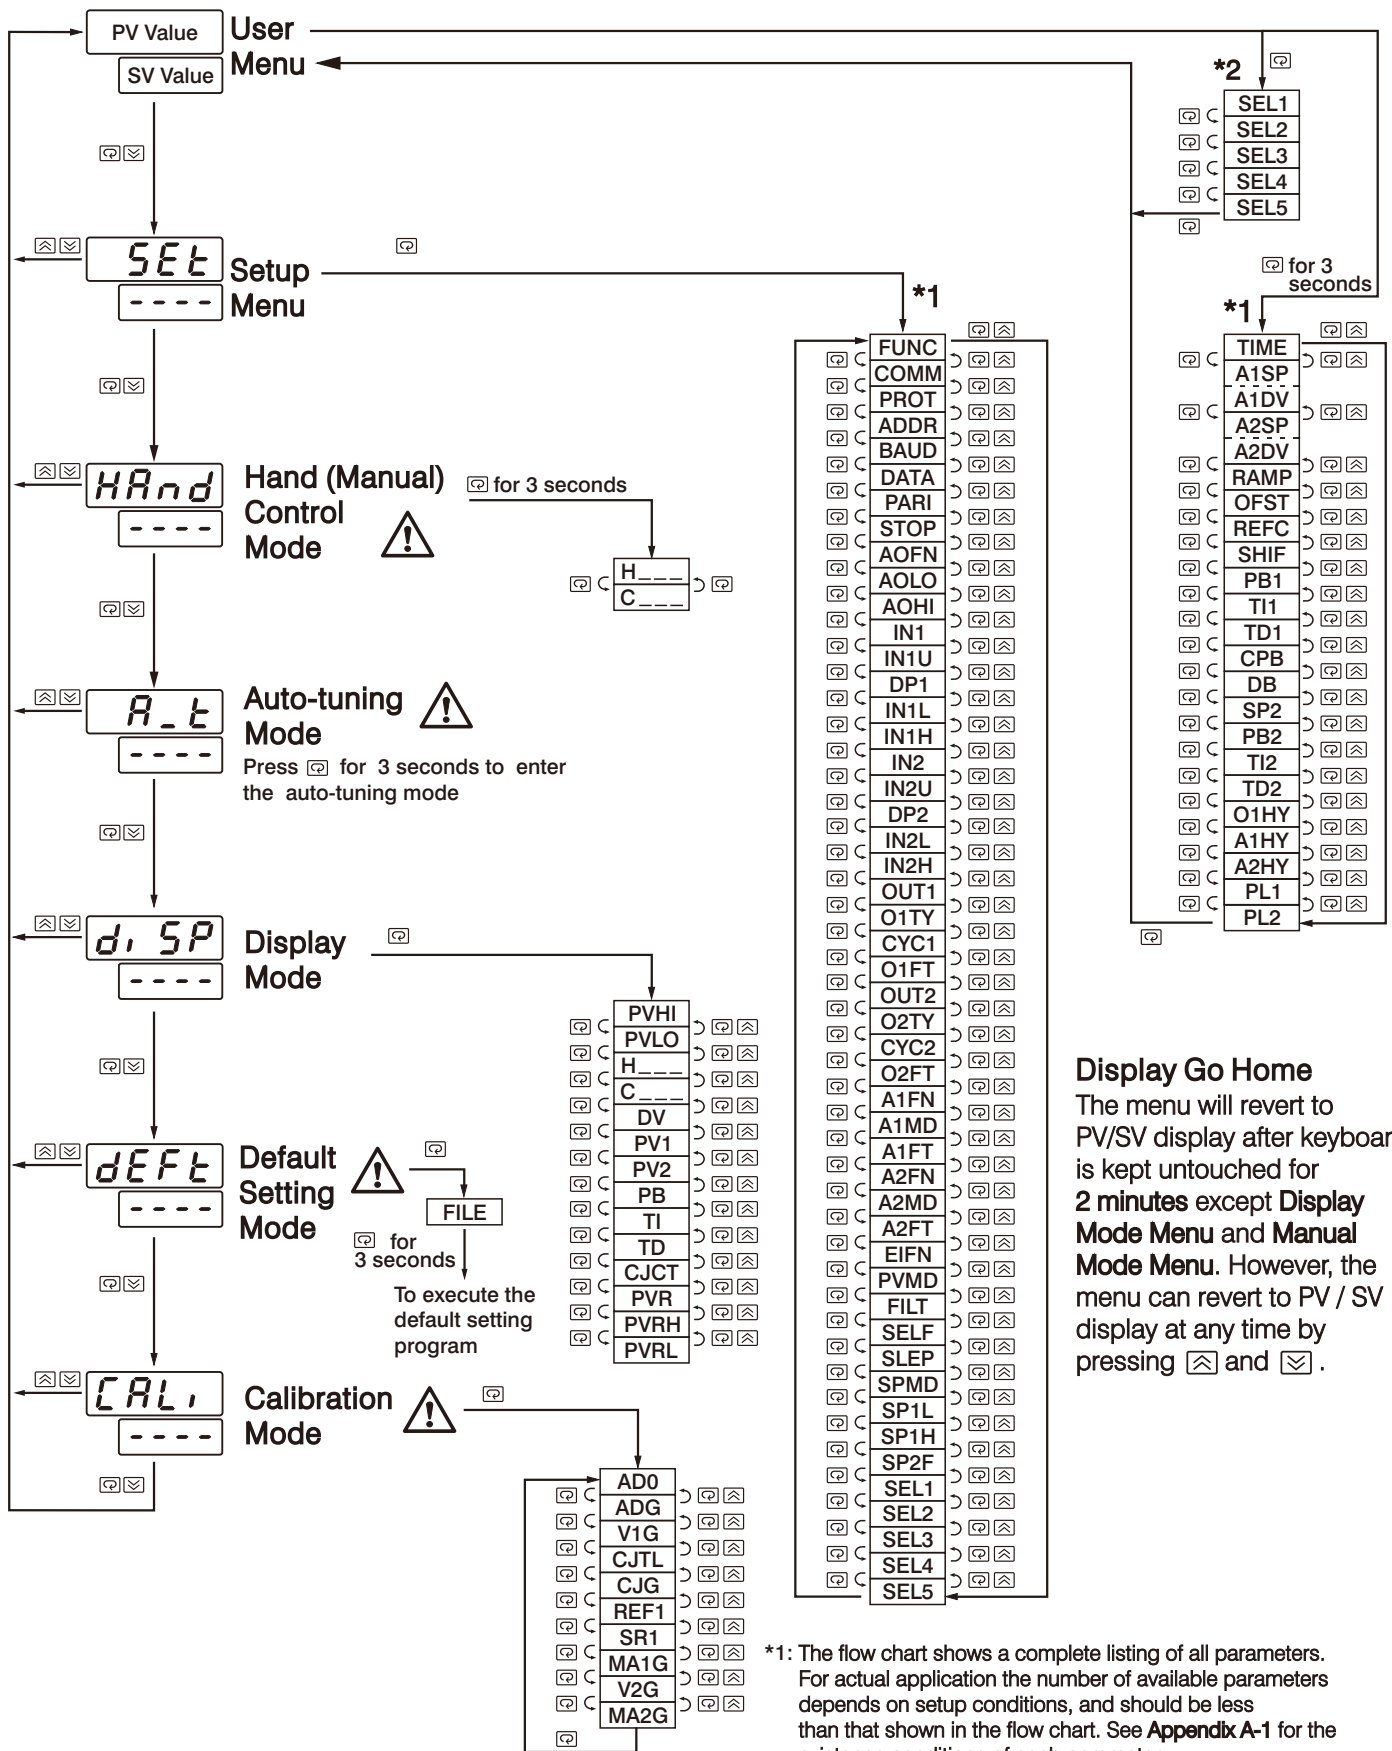 PV Value
SV Value
User
Menu
*2
SEL1
SEL2
SEL3
SEL4
SEL5
SEt
- - - -
Setup
Menu
for 3
seconds
*1
TIME
A1SP
A1DV
A2SP
A2DV
RAMP
OFST
REFC
SHIF
PB1
TI1
TD1
CPB
DB
SP2
PB2
TI2
TD2
O1HY
A1HY
A2HY
PL1
PL2
*1
FUNC
COMM
PROT
ADDR
BAUD
DATA
PARI
STOP
AOFN
AOLO
AOHI
IN1
IN1U
DP1
IN1L
IN1H
IN2
IN2U
DP2
IN2L
IN2H
OUT1
O1TY
CYC1
O1FT
OUT2
O2TY
CYC2
O2FT
A1FN
A1MD
A1FT
A2FN
A2MD
A2FT
EIFN
PVMD
FILT
SELF
SLEP
SPMD
SP1L
SP1H
SP2F
SEL1
SEL2
SEL3
SEL4
SEL5
HAnd
- - - -
Hand (Manual)
Control
Mode
for 3 seconds
H_ _ _
C_ _ _
A_t
- - - -
Auto-tuning
Mode
Press for 3 seconds to enter
the auto-tuning mode
di SP
- - - -
Display
Mode
PVHI
PVLO
H_ _ _
C_ _ _
DV
PV1
PV2
PB
TI
TD
CJCT
PVR
PVRH
PVRL
dEFt
- - - -
Default
Setting
Mode
FILE
for
3 seconds
To execute the
default setting
program
CALi
- - - -
Calibration
Mode
AD0
ADG
V1G
CJTL
CJG
REF1
SR1
MA1G
V2G
MA2G
Display Go Home
The menu will revert to
PV/SV display after keyboar
is kept untouched for
2 minutes except Display
Mode Menu and Manual
Mode Menu. However, the
menu can revert to PV / SV
display at any time by
pressing and .
*1: The flow chart shows a complete listing of all parameters.
For actual application the number of available parameters
depends on setup conditions, and should be less
than that shown in the flow chart. See Appendix A-1 for the